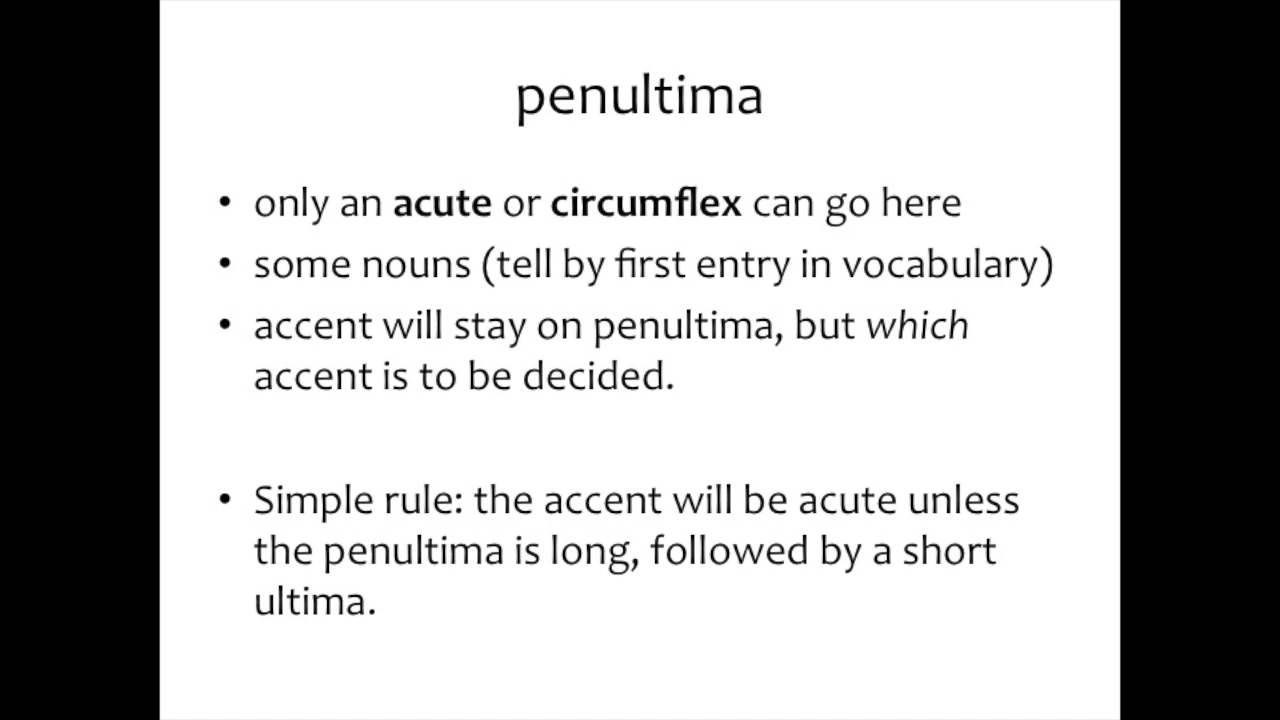 penultima
• only an acute or circumflex can go here
• some nouns (tell by first entry in vocabulary)
• accent will stay on penultima, but which
accent is to be decided.
• Simple rule: the accent will be acute unless
the penultima is long, followed by a short
ultima.